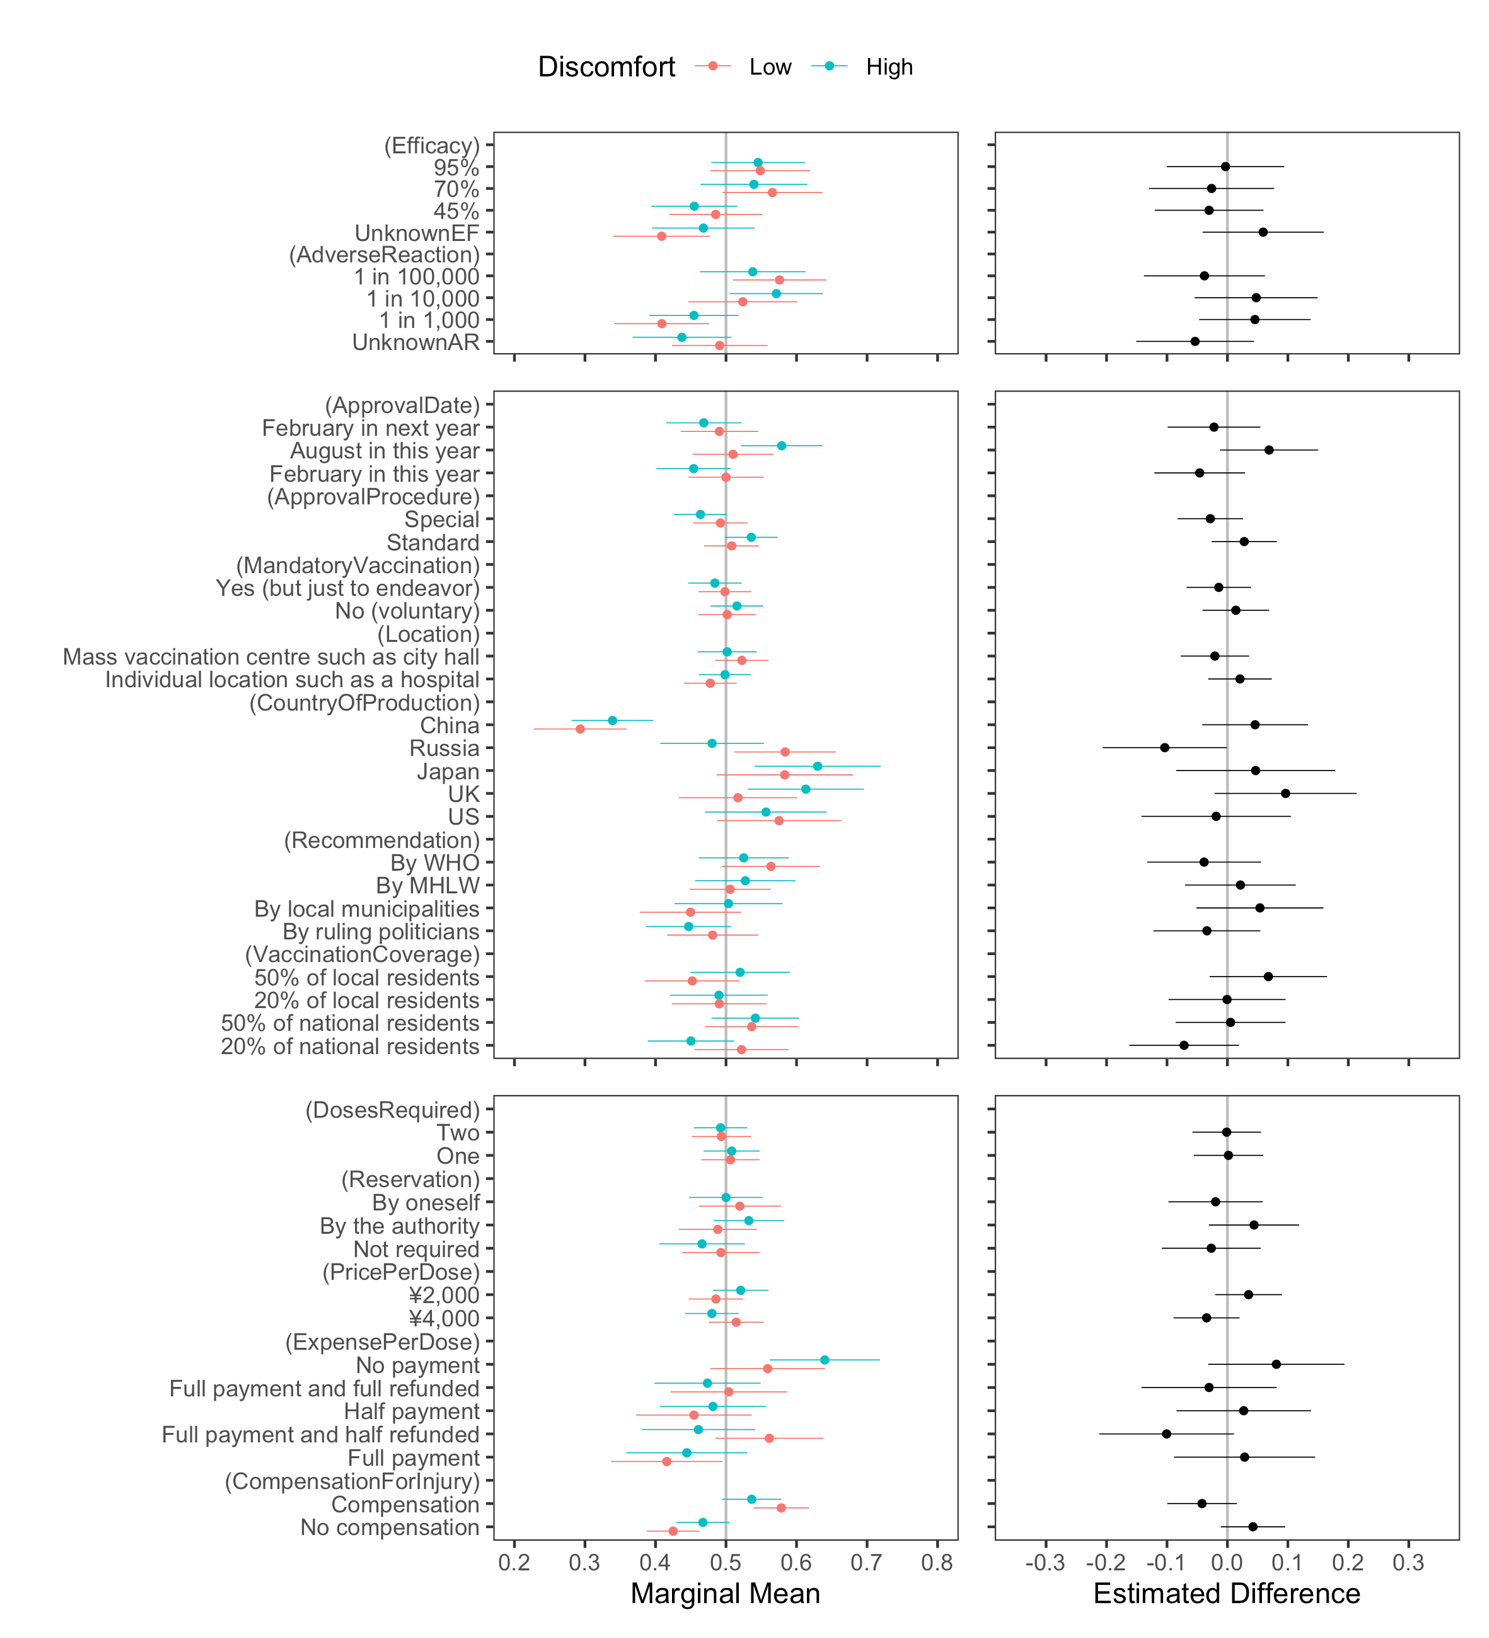 Discomfort Low High
(Efficacy)
95%
70%
45%
UnknownEF
(AdverseReaction)
1 in 100,000
1 in 10,000
1 in 1,000
UnknownAR
(ApprovalDate)
February in next year
August in this year
February in this year
(ApprovalProcedure)
Special
Standard
(MandatoryVaccination)
Yes (but just to endeavor)
No (voluntary)
(Location)
Mass vaccination centre such as city hall
Individual location such as a hospital
(CountryOfProduction)
China
Russia
Japan
UK
US
(Recommendation)
By WHO
By MHLW
By local municipalities
By ruling politicians
(VaccinationCoverage)
50% of local residents
20% of local residents
50% of national residents
20% of national residents
(DosesRequired)
Two
One
(Reservation)
By oneself
By the authority
Not required
(PricePerDose)
¥2,000
¥4,000
(ExpensePerDose)
No payment
Full payment and full refunded
Half payment
Full payment and half refunded
Full payment
(CompensationForInjury)
Compensation
No compensation
0.2 0.3 0.4 0.5 0.6 0.7 0.8
-0.3 -0.2 -0.1 0.0 0.1 0.2 0.3
Marginal Mean
Estimated Difference